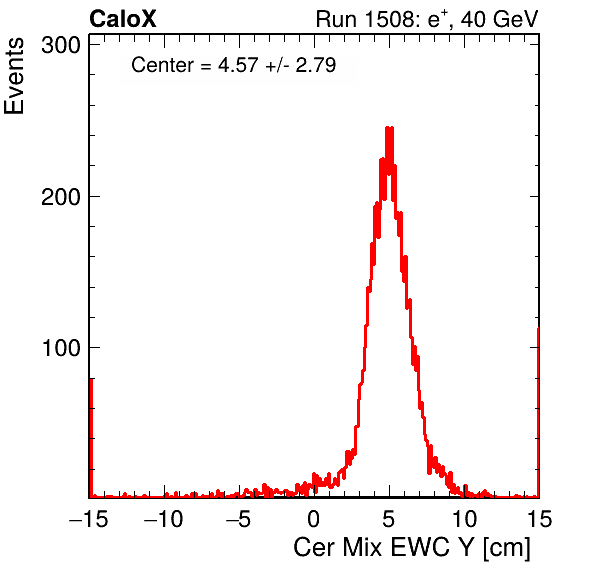 CaloX
Run 1508: e⁺, 40 GeV
Events
Center = 4.57 +/- 2.79
300
200
100
−15 −10 −5 0 5 10 15
Cer Mix EWC Y [cm]